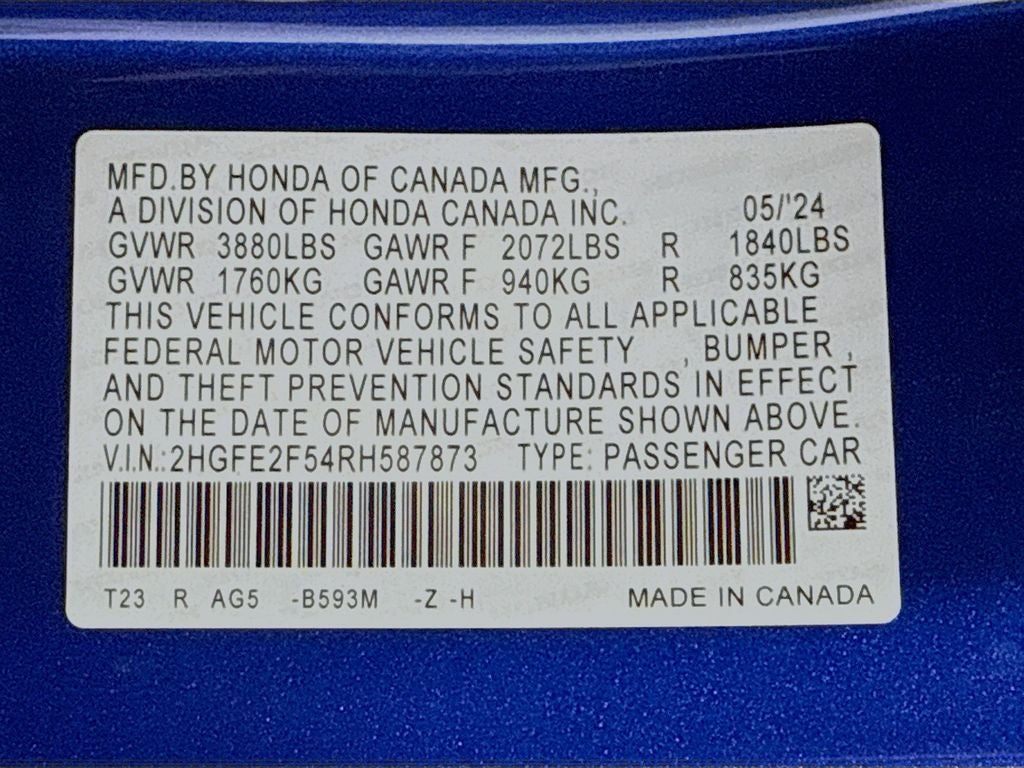 MFD.BY HONDA OF CANADA MFG.,
A DIVISION OF HONDA CANADA INC. 05/'24
GVWR 3880LBS GAWR F 2072LBS R 1840LBS
GVWR 1760KG GAWR F 940KG R 835KG
THIS VEHICLE CONFORMS TO ALL APPLICABLE
FEDERAL MOTOR VEHICLE SAFETY , BUMPER ,
AND THEFT PREVENTION STANDARDS IN EFFECT
ON THE DATE OF MANUFACTURE SHOWN ABOVE.
V.I.N.:2HGFE2F54RH587873 TYPE: PASSENGER CAR
T23 R AG5 -B593M -Z -H MADE IN CANADA